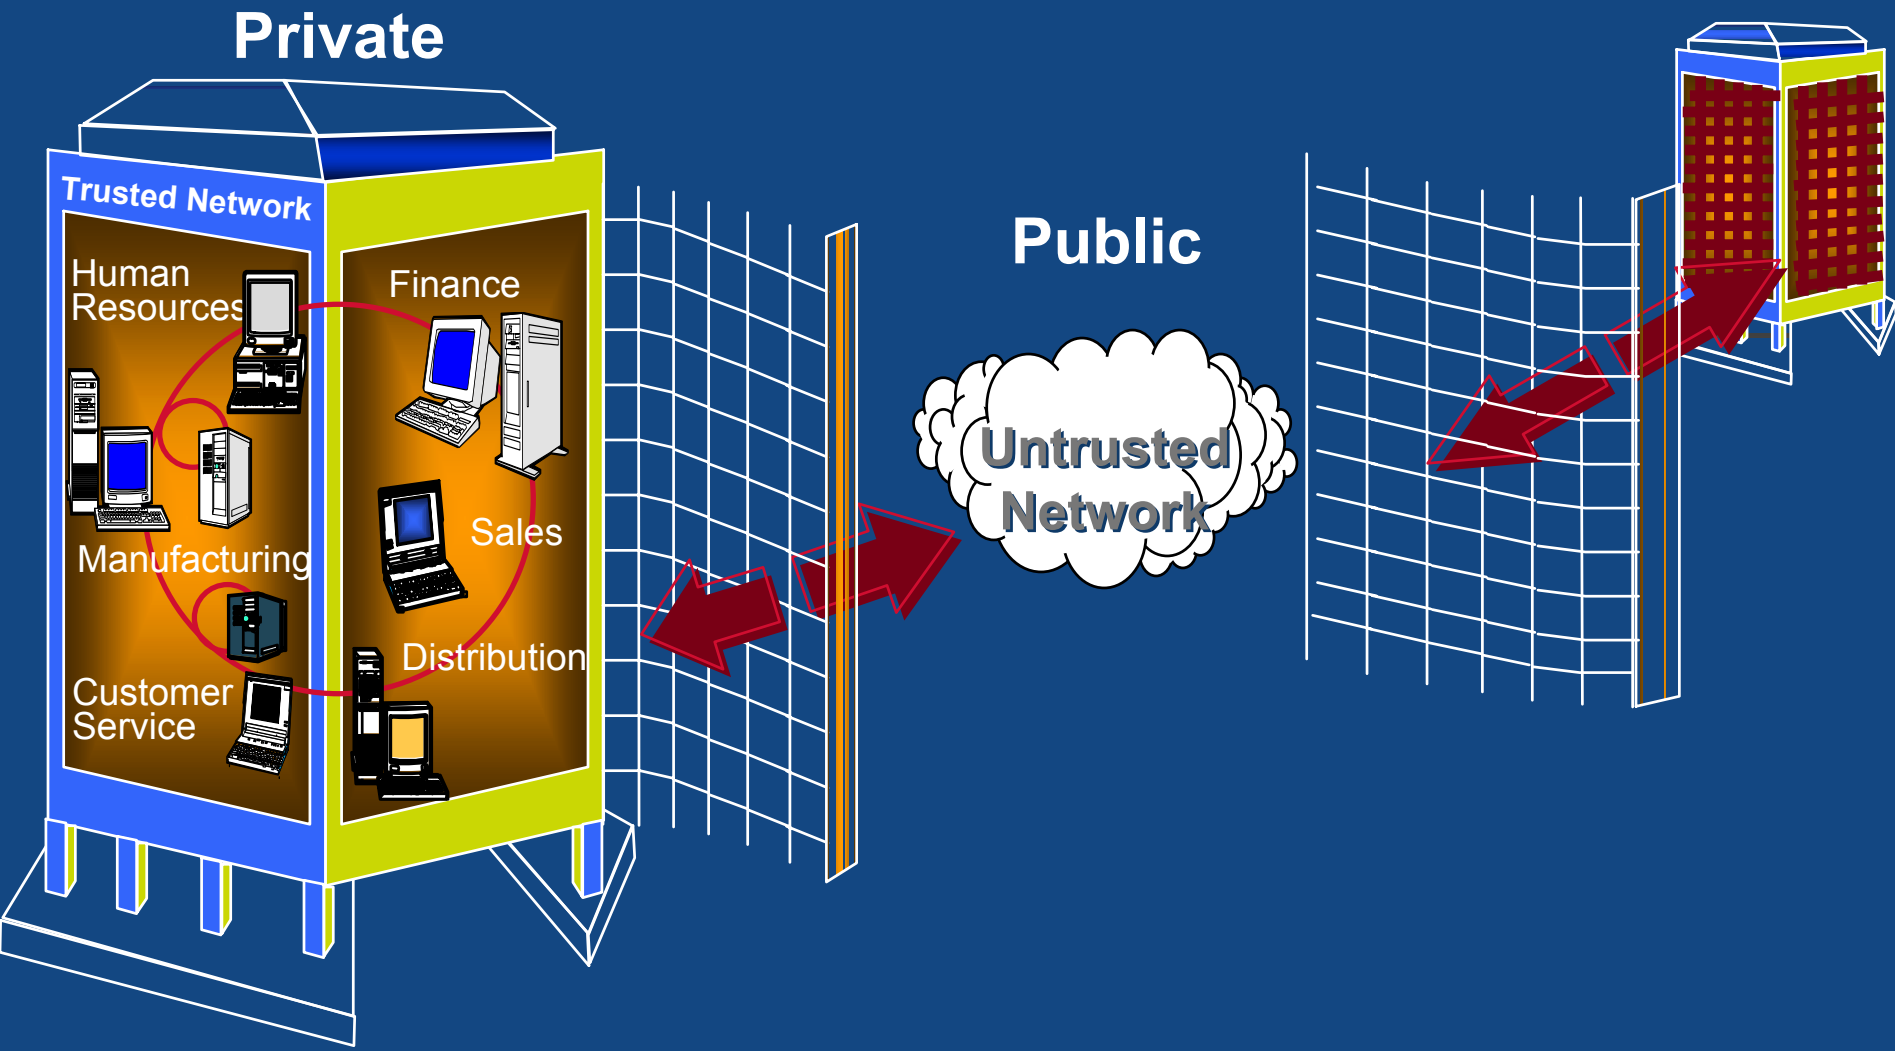 Private
Trusted Network
Human
Resources
Finance
Sales
Manufacturing
Distribution
Customer
Service
Public
Untrusted
Network